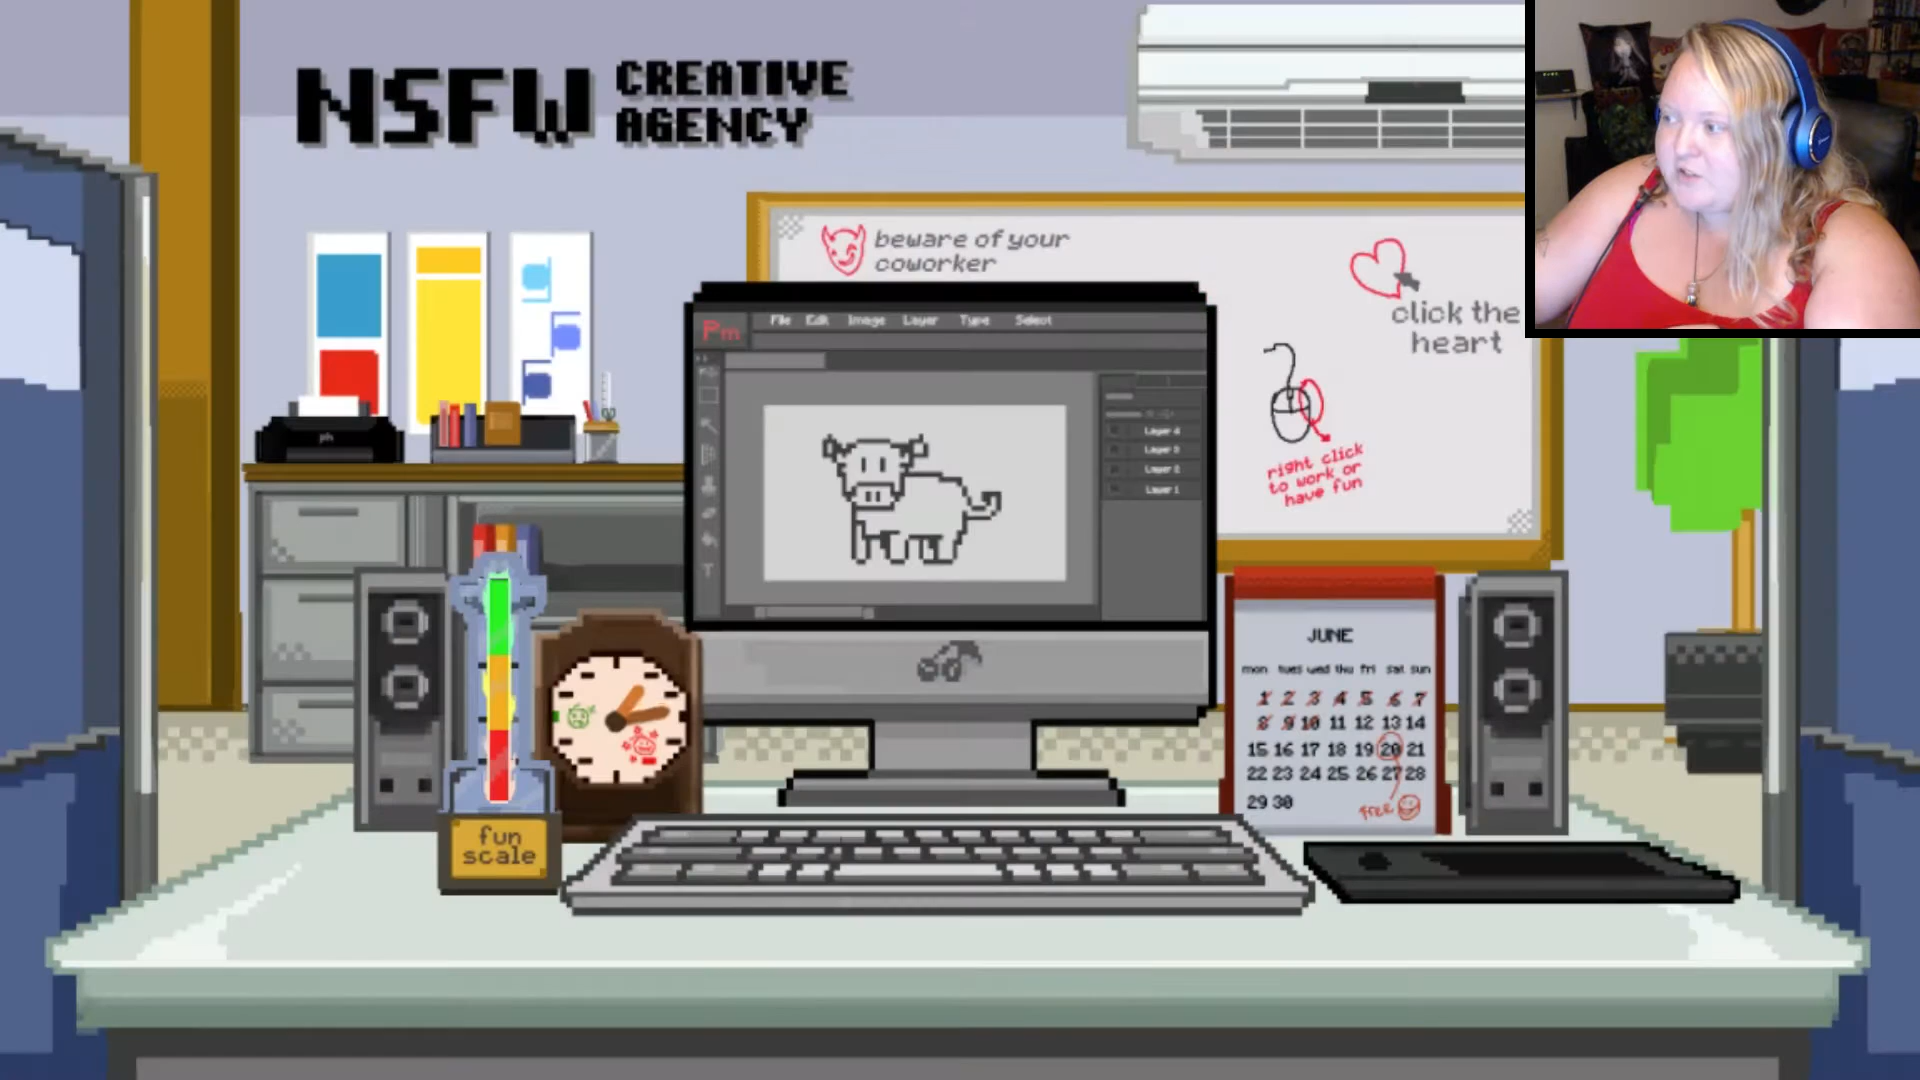 NSFW CREATIVE
AGENCY
beware of your
coworker
click the
heart
right click
to work or
have fun
Pm File Edit Image Layer Type Select
Layer 4
Layer 3
Layer 2
Layer 1
T
ph
JUNE
mon tues wed thu fri sat sun
1 2 3 4 5 6 7
8 9 10 11 12 13 14
15 16 17 18 19 20 21
22 23 24 25 26 27 28
29 30
FREE
fun
scale